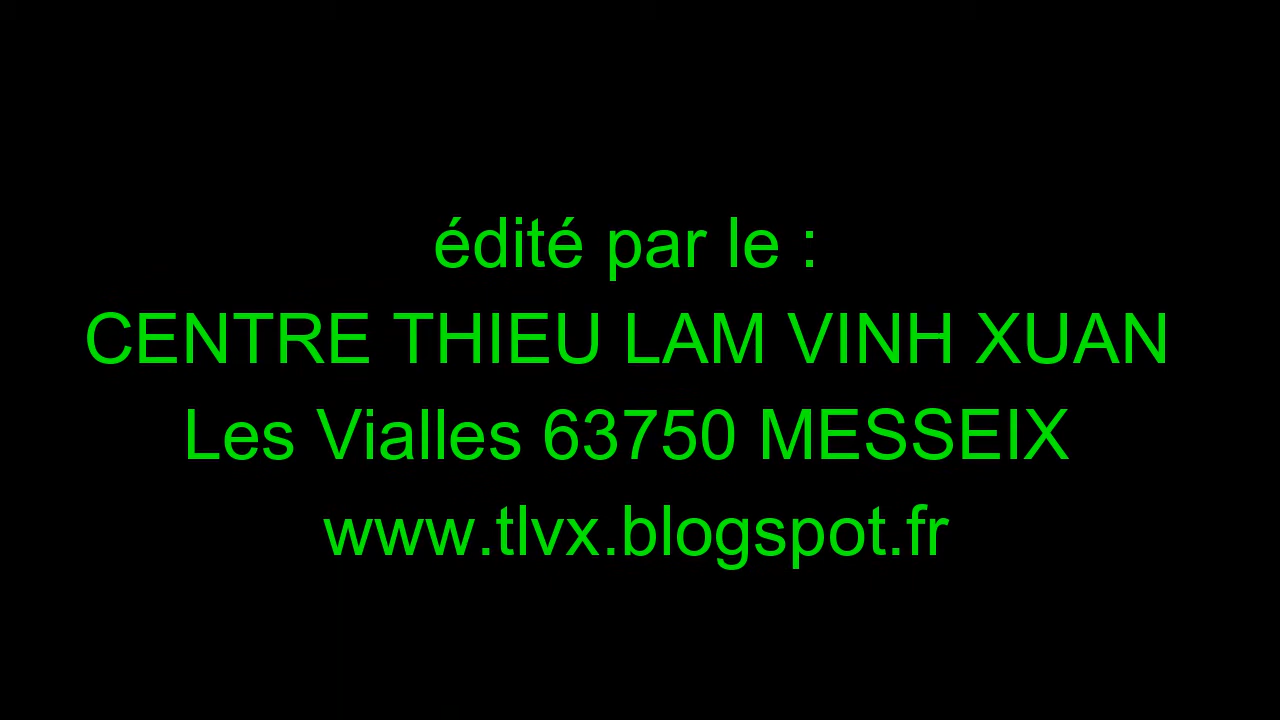 édité par le :
CENTRE THIEU LAM VINH XUAN
Les Vialles 63750 MESSEIX
www.tlvx.blogspot.fr